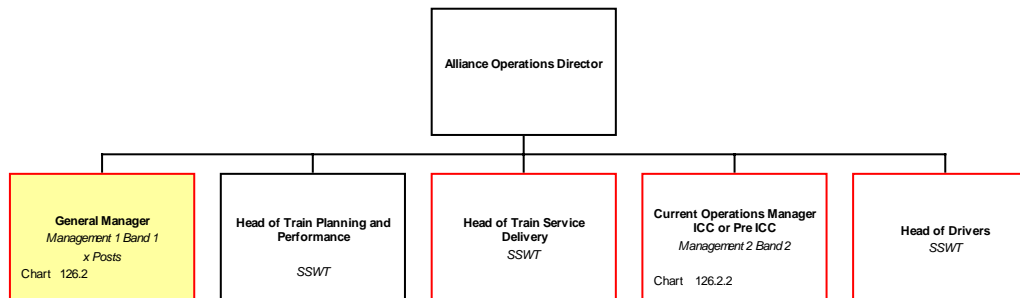 Alliance Operations Director
General Manager
Management 1 Band 1
x Posts
Chart 126.2
Head of Train Planning and
Performance
SSWT
Head of Train Service
Delivery
SSWT
Current Operations Manager
ICC or Pre ICC
Management 2 Band 2
Chart 126.2.2
Head of Drivers
SSWT